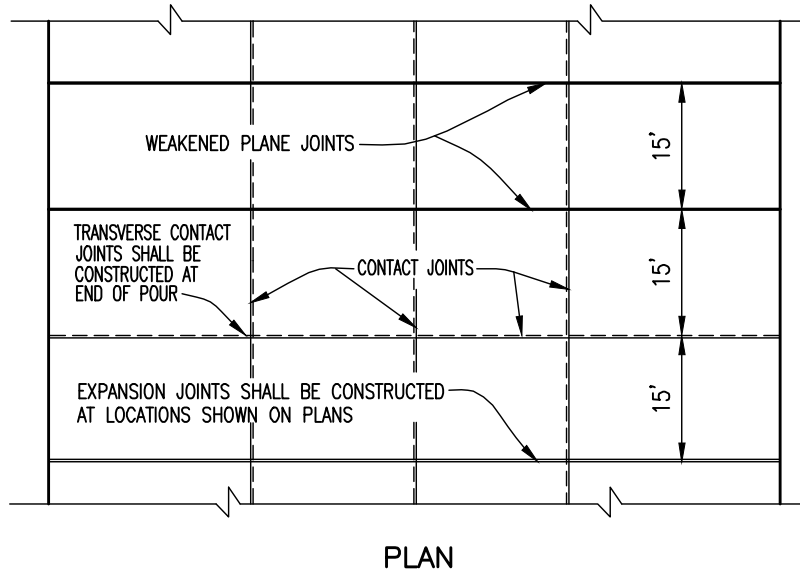 WEAKENED PLANE JOINTS
15'
TRANSVERSE CONTACT
JOINTS SHALL BE
CONSTRUCTED AT
END OF POUR
CONTACT JOINTS
15'
EXPANSION JOINTS SHALL BE CONSTRUCTED
AT LOCATIONS SHOWN ON PLANS
15'
PLAN